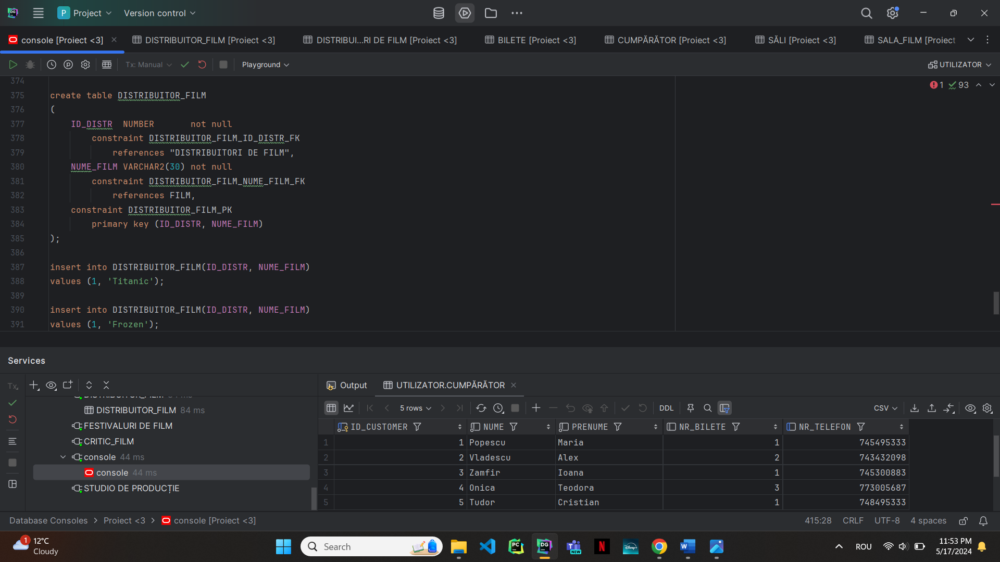 P Project Version control
console [Proiect <3] DISTRIBUITOR_FILM [Proiect <3] DISTRIBUI...RI DE FILM [Proiect <3] BILETE [Proiect <3] CUMPĂRĂTOR [Proiect <3] SĂLI [Proiect <3] SALA_FILM [Proiect
Tx: Manual Playground UTILIZATOR
1 93
374
375 create table DISTRIBUITOR_FILM
376 (
377 ID_DISTR NUMBER not null
378 constraint DISTRIBUITOR_FILM_ID_DISTR_FK
379 references "DISTRIBUITORI DE FILM",
380 NUME_FILM VARCHAR2(30) not null
381 constraint DISTRIBUITOR_FILM_NUME_FILM_FK
382 references FILM,
383 constraint DISTRIBUITOR_FILM_PK
384 primary key (ID_DISTR, NUME_FILM)
385 );
386
387 insert into DISTRIBUITOR_FILM(ID_DISTR, NUME_FILM)
388 values (1, 'Titanic');
389
390 insert into DISTRIBUITOR_FILM(ID_DISTR, NUME_FILM)
391 values (1, 'Frozen');
Services
Tx
DISTRIBUITOR_FILM
DISTRIBUITOR_FILM 84 ms
FESTIVALURI DE FILM
CRITIC_FILM
console 44 ms
console 44 ms
STUDIO DE PRODUCȚIE
Output UTILIZATOR.CUMPĂRĂTOR
5 rows DDL CSV
ID_CUSTOMER NUME PRENUME NR_BILETE NR_TELEFON
1 1 Popescu Maria 1 745495333
2 2 Vladescu Alex 2 743432098
3 3 Zamfir Ioana 1 745300883
4 4 Onica Teodora 3 773005687
5 5 Tudor Cristian 1 748495333
Database Consoles > Proiect <3 > console [Proiect <3] 415:28 CRLF UTF-8 4 spaces
1 12°C
Cloudy
Search
PC
DG
NEW
N
Disney+
W
ROU
11:53 PM
5/17/2024